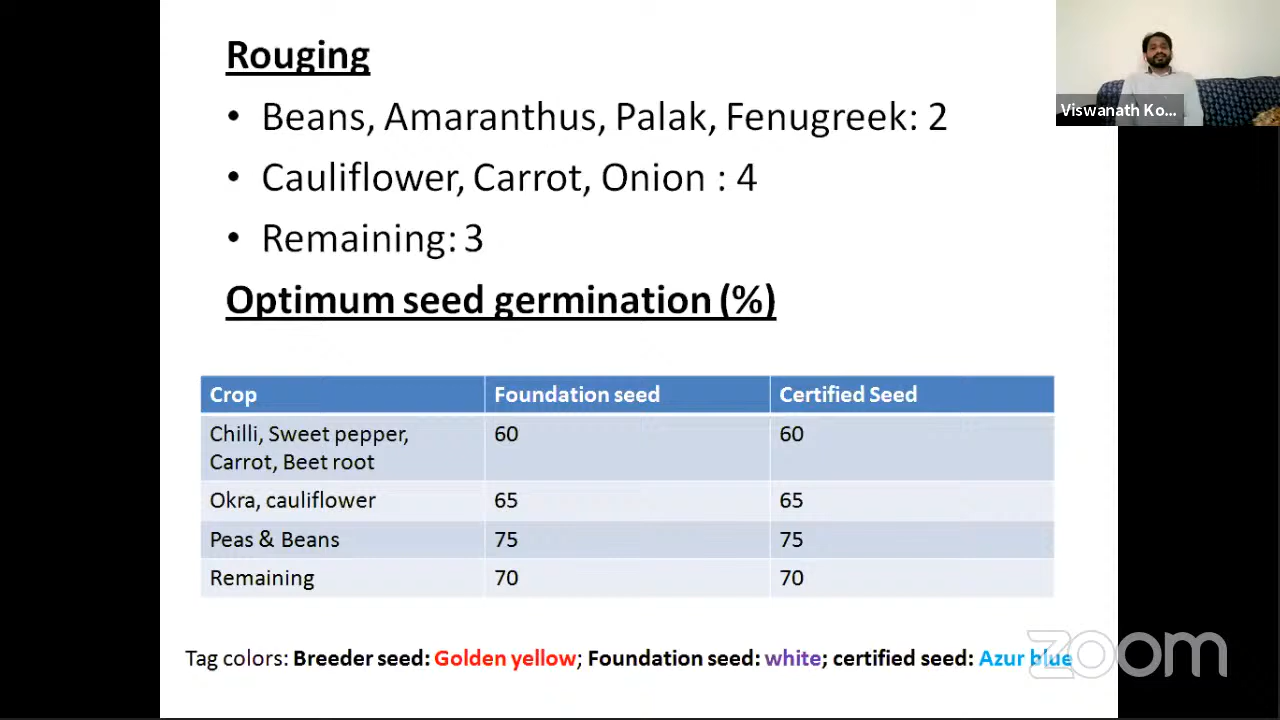 Rouging
• Beans, Amaranthus, Palak, Fenugreek: 2
• Cauliflower, Carrot, Onion : 4
• Remaining: 3
Optimum seed germination (%)
Crop Foundation seed Certified Seed
Chilli, Sweet pepper, 60 60
Carrot, Beet root
Okra, cauliflower 65 65
Peas & Beans 75 75
Remaining 70 70
Tag colors: Breeder seed: Golden yellow; Foundation seed: white; certified seed: Azur blue
Viswanath Ko...
zoom